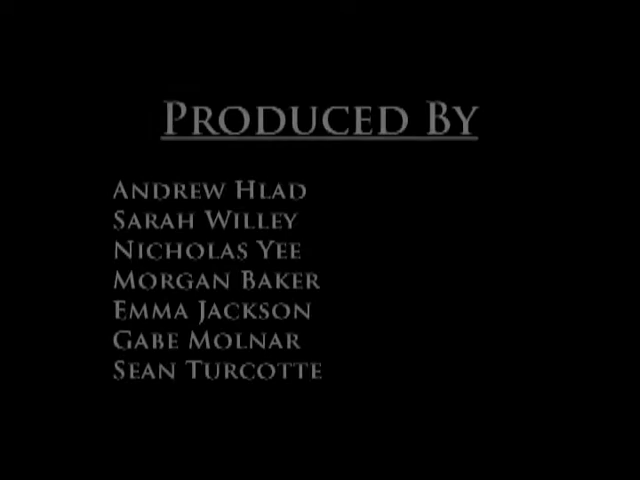 Produced By
Andrew Hlad
Sarah Willey
Nicholas Yee
Morgan Baker
Emma Jackson
Gabe Molnar
Sean Turcotte